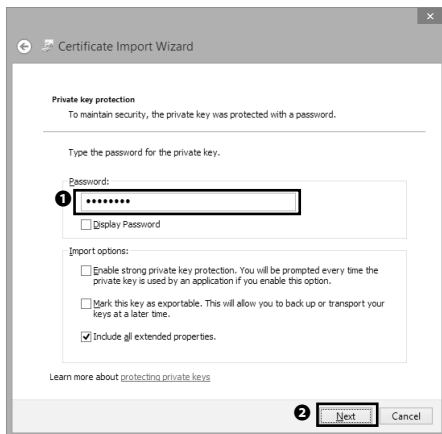 Certificate Import Wizard
Private key protection
To maintain security, the private key was protected with a password.
Type the password for the private key.
Password:
❶ ••••••••
Display Password
Import options:
Enable strong private key protection. You will be prompted every time the
private key is used by an application if you enable this option.
Mark this key as exportable. This will allow you to back up or transport your
keys at a later time.
Include all extended properties.
Learn more about protecting private keys
❷ Next Cancel